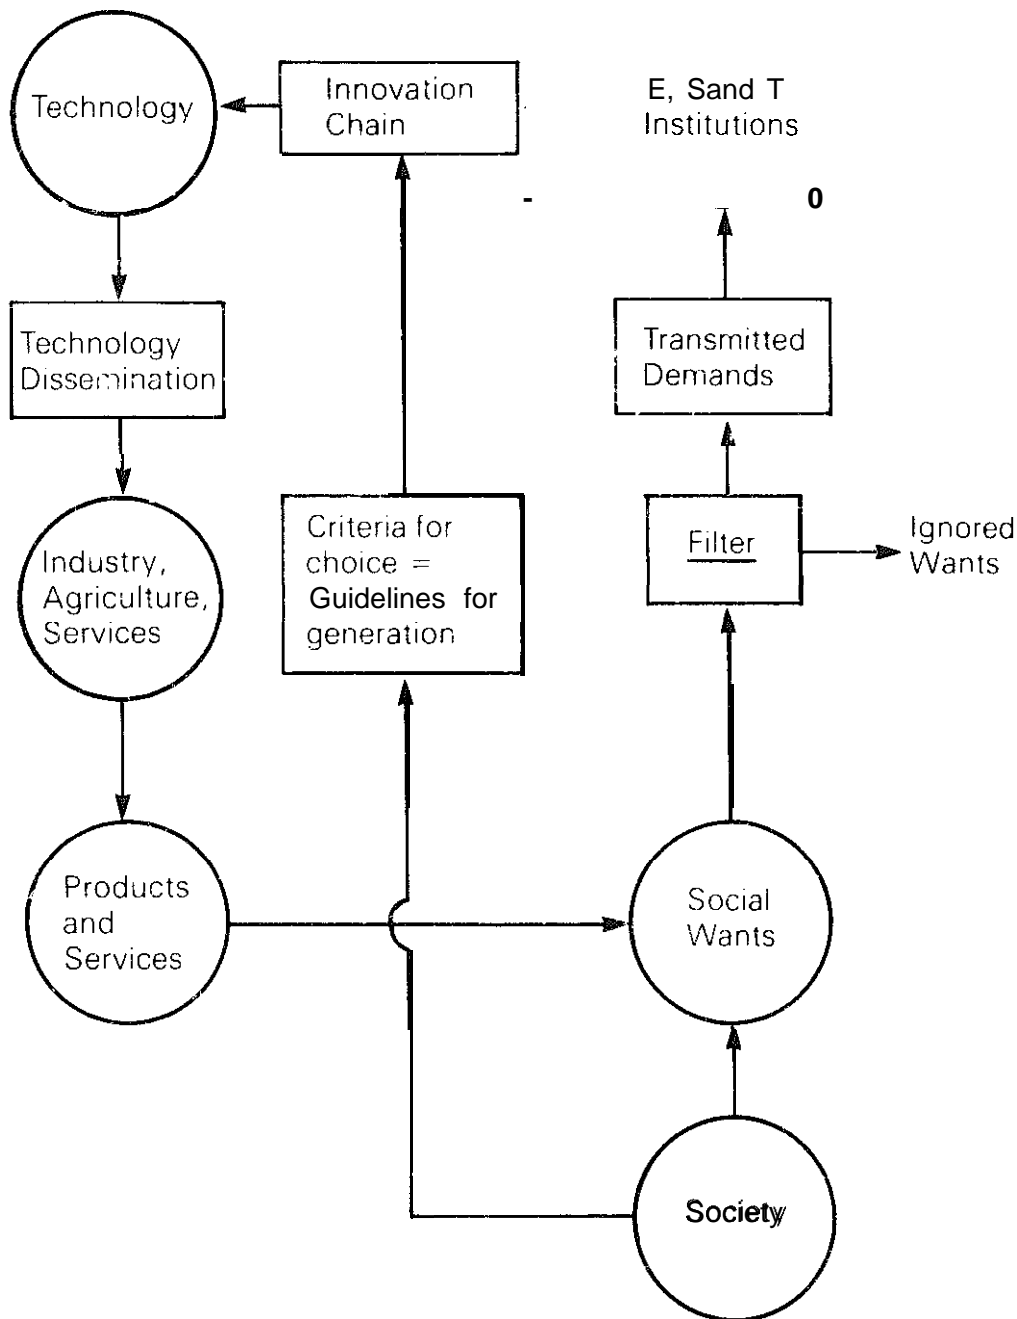 Technology
Innovation
Chain
E, Sand T
Institutions
-
0
Technology
Dissemination
Transmitted
Demands
Industry,
Agriculture,
Services
Criteria for
choice =
Guidelines for
generation
Filter
Ignored
Wants
Products
and
Services
Social
Wants
Society